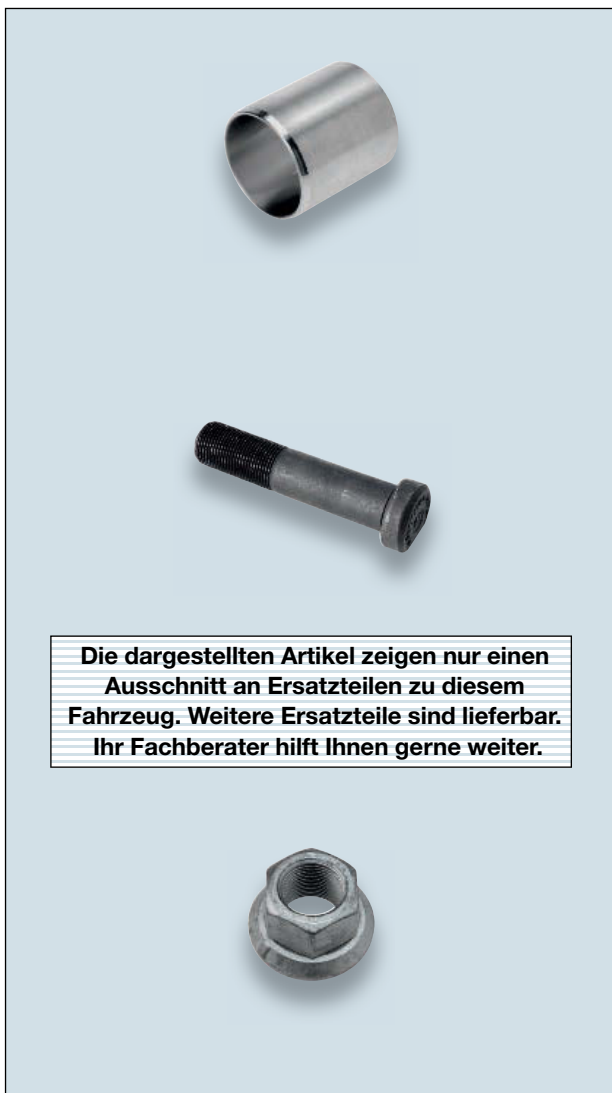 Die dargestellten Artikel zeigen nur einen
Ausschnitt an Ersatzteilen zu diesem
Fahrzeug. Weitere Ersatzteile sind lieferbar.
Ihr Fachberater hilft Ihnen gerne weiter.